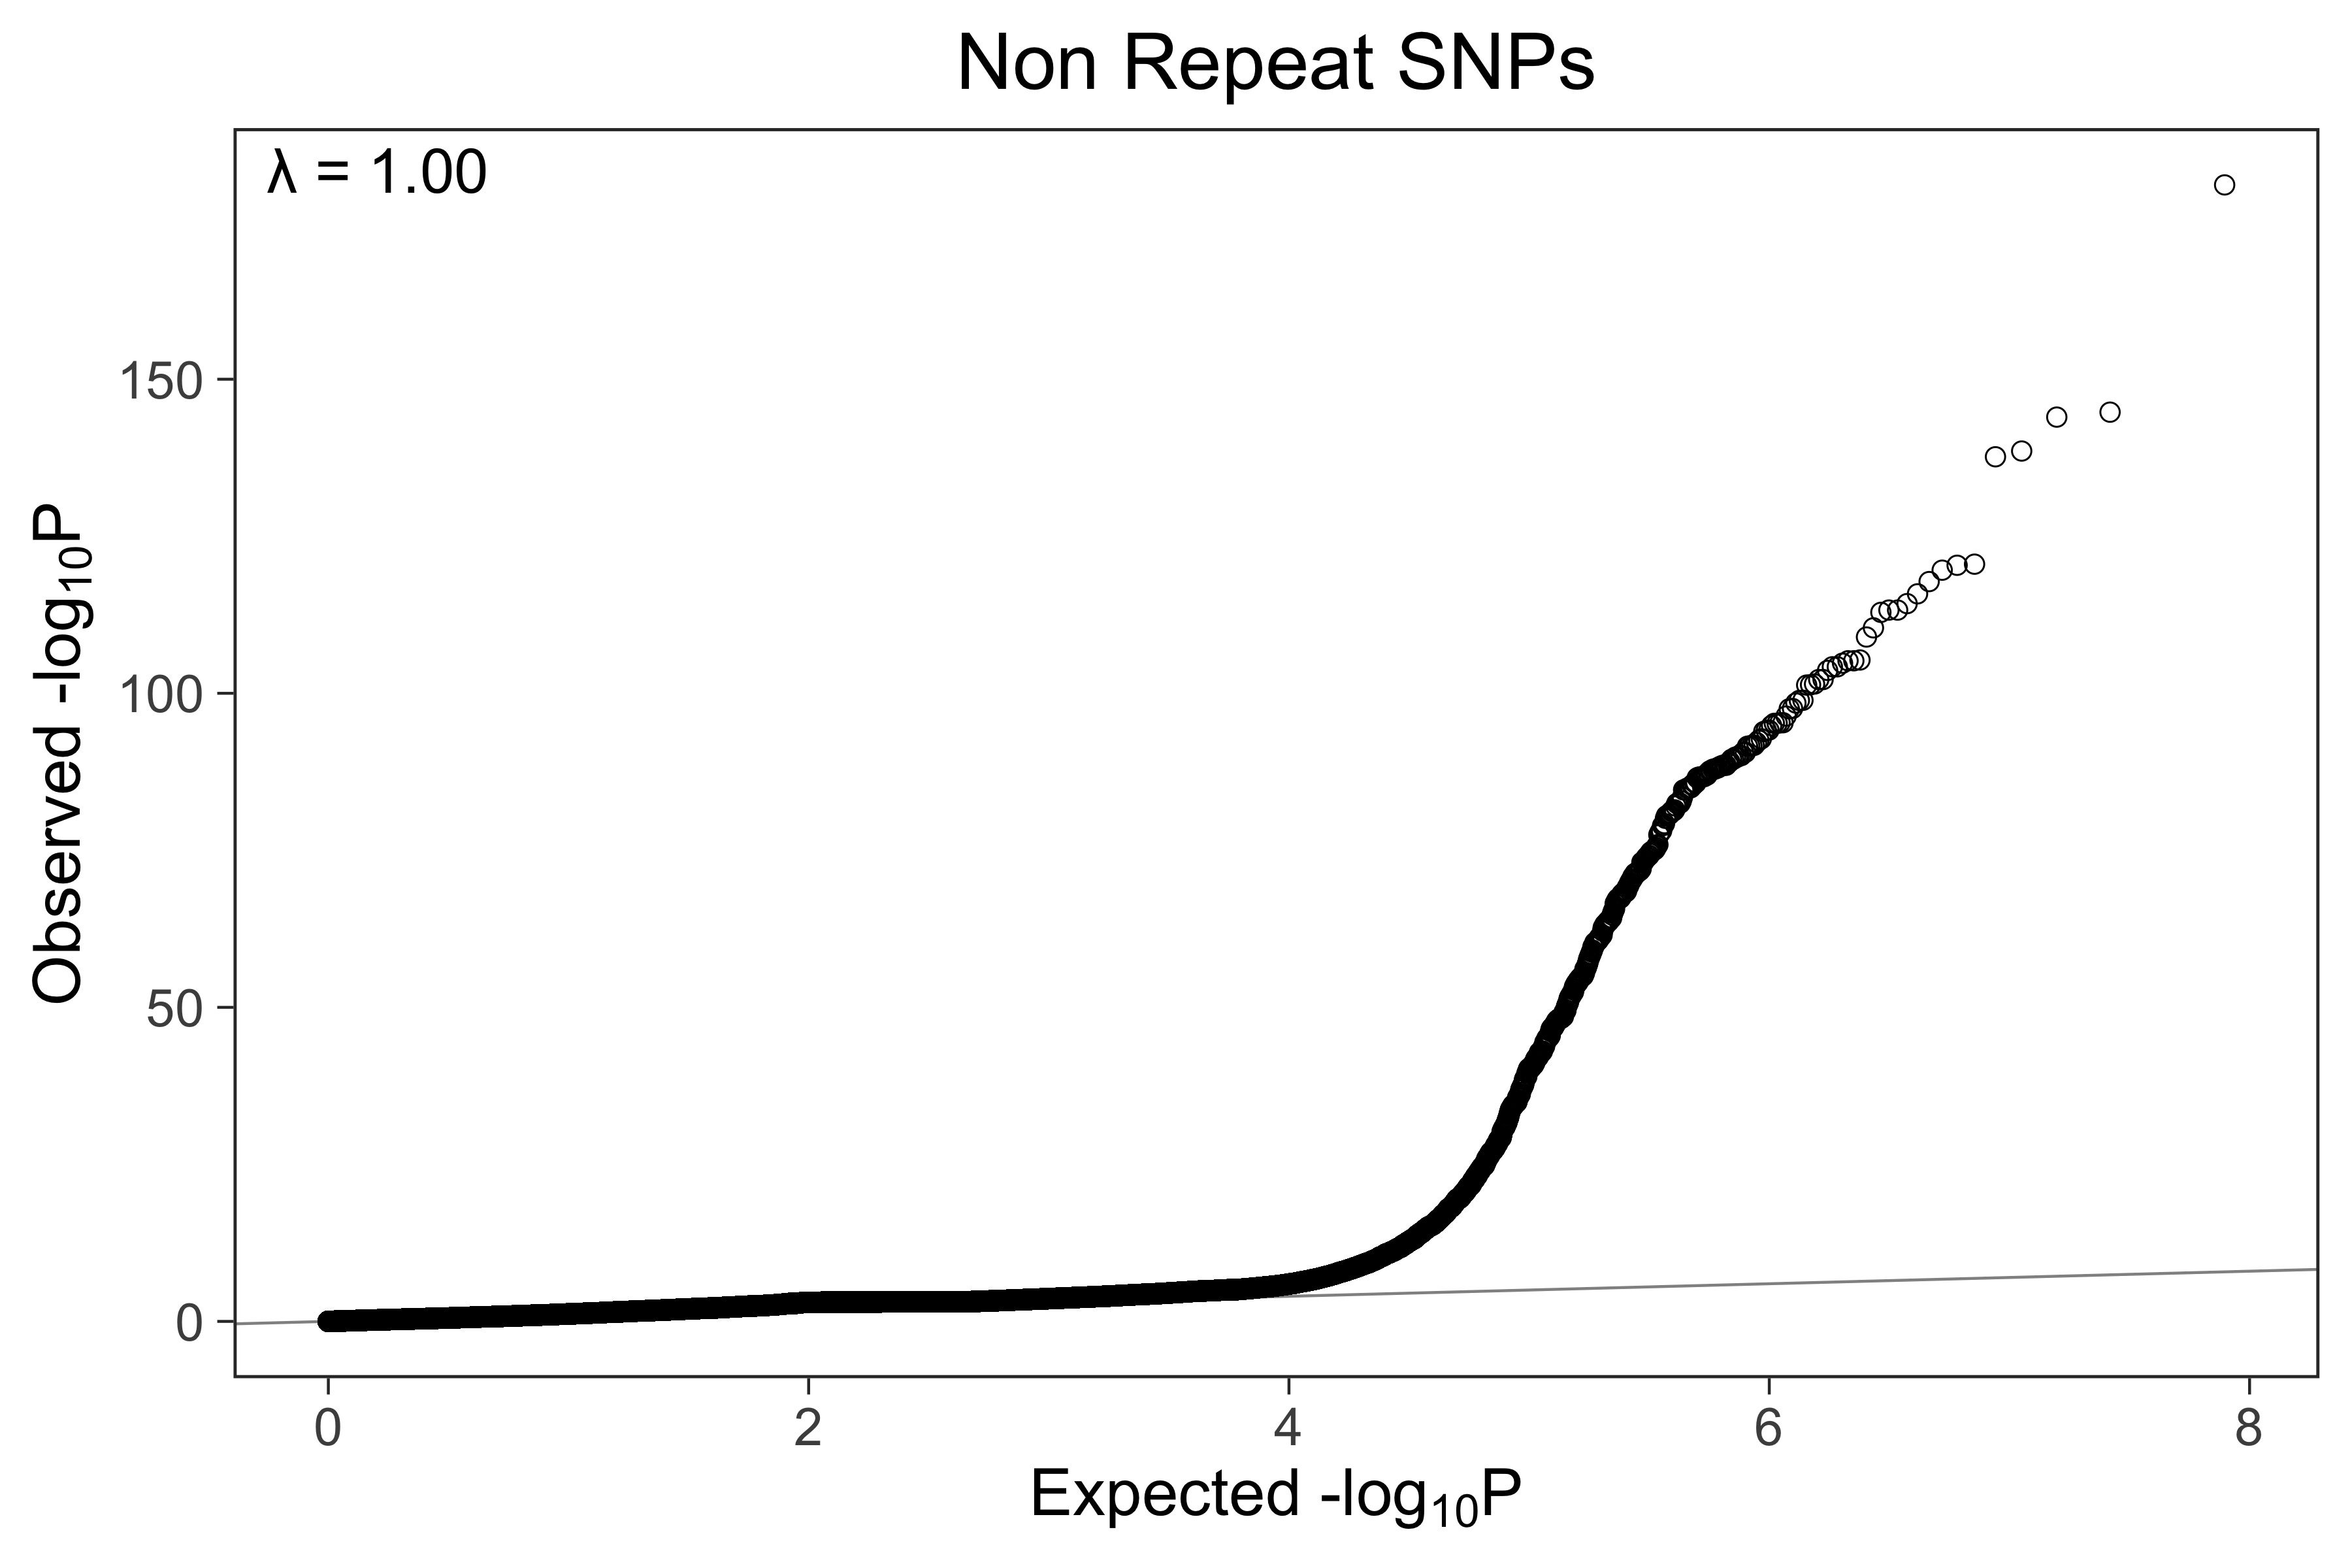 Non Repeat SNPs
λ = 1.00
Observed -log₁₀P
150
100
50
0
0 2 4 6 8
Expected -log₁₀P